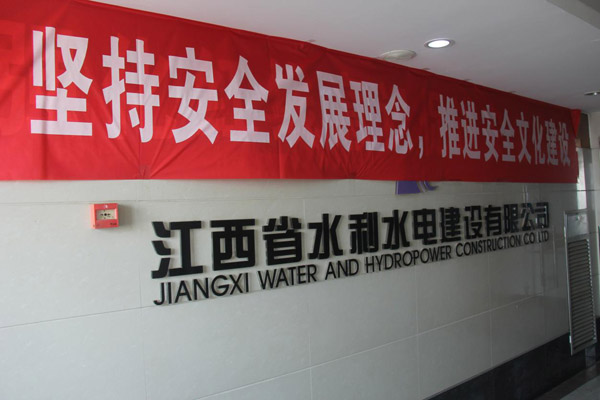 坚持安全发展理念，推进安全文化建设
江西省水利水电建设有限公司
JIANGXI WATER AND HYDROPOWER CONSTRUCTION CO. LTD